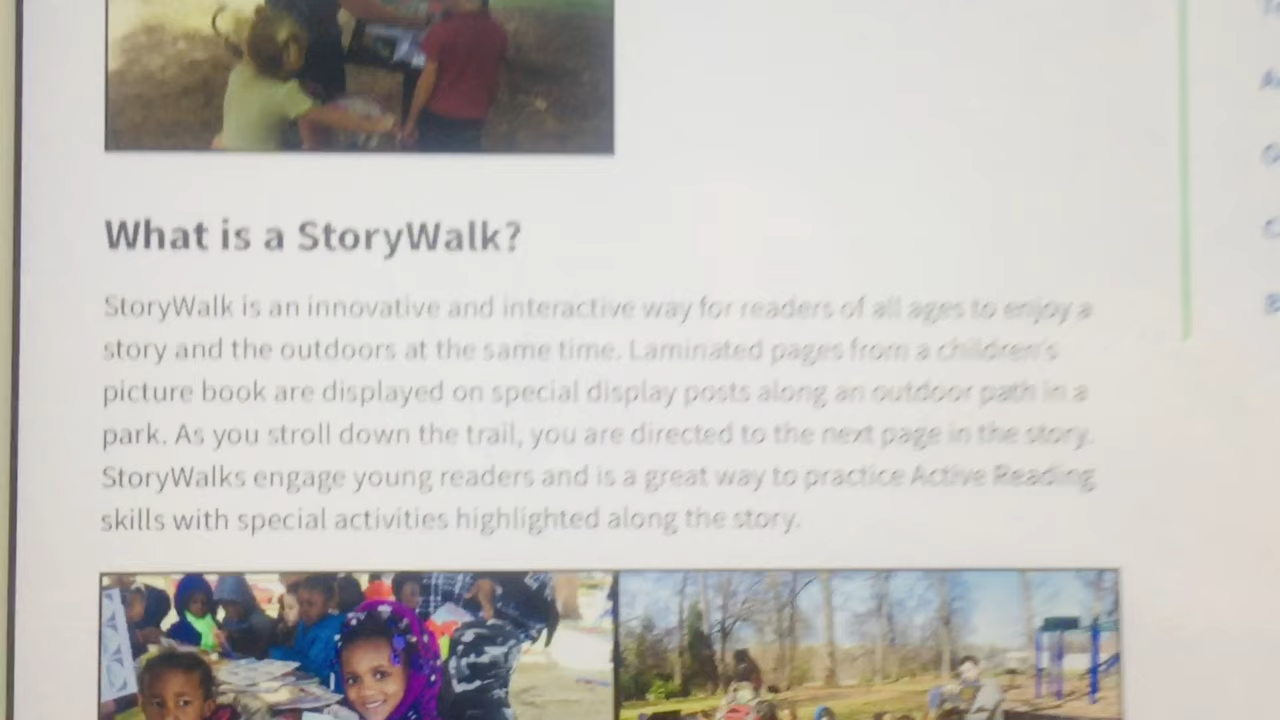 What is a StoryWalk?
StoryWalk is an innovative and interactive way for readers of all ages to enjoy a
story and the outdoors at the same time. Laminated pages from a children's
picture book are displayed on special display posts along an outdoor path in a
park. As you stroll down the trail, you are directed to the next page in the story.
StoryWalks engage young readers and is a great way to practice Active Reading
skills with special activities highlighted along the story.